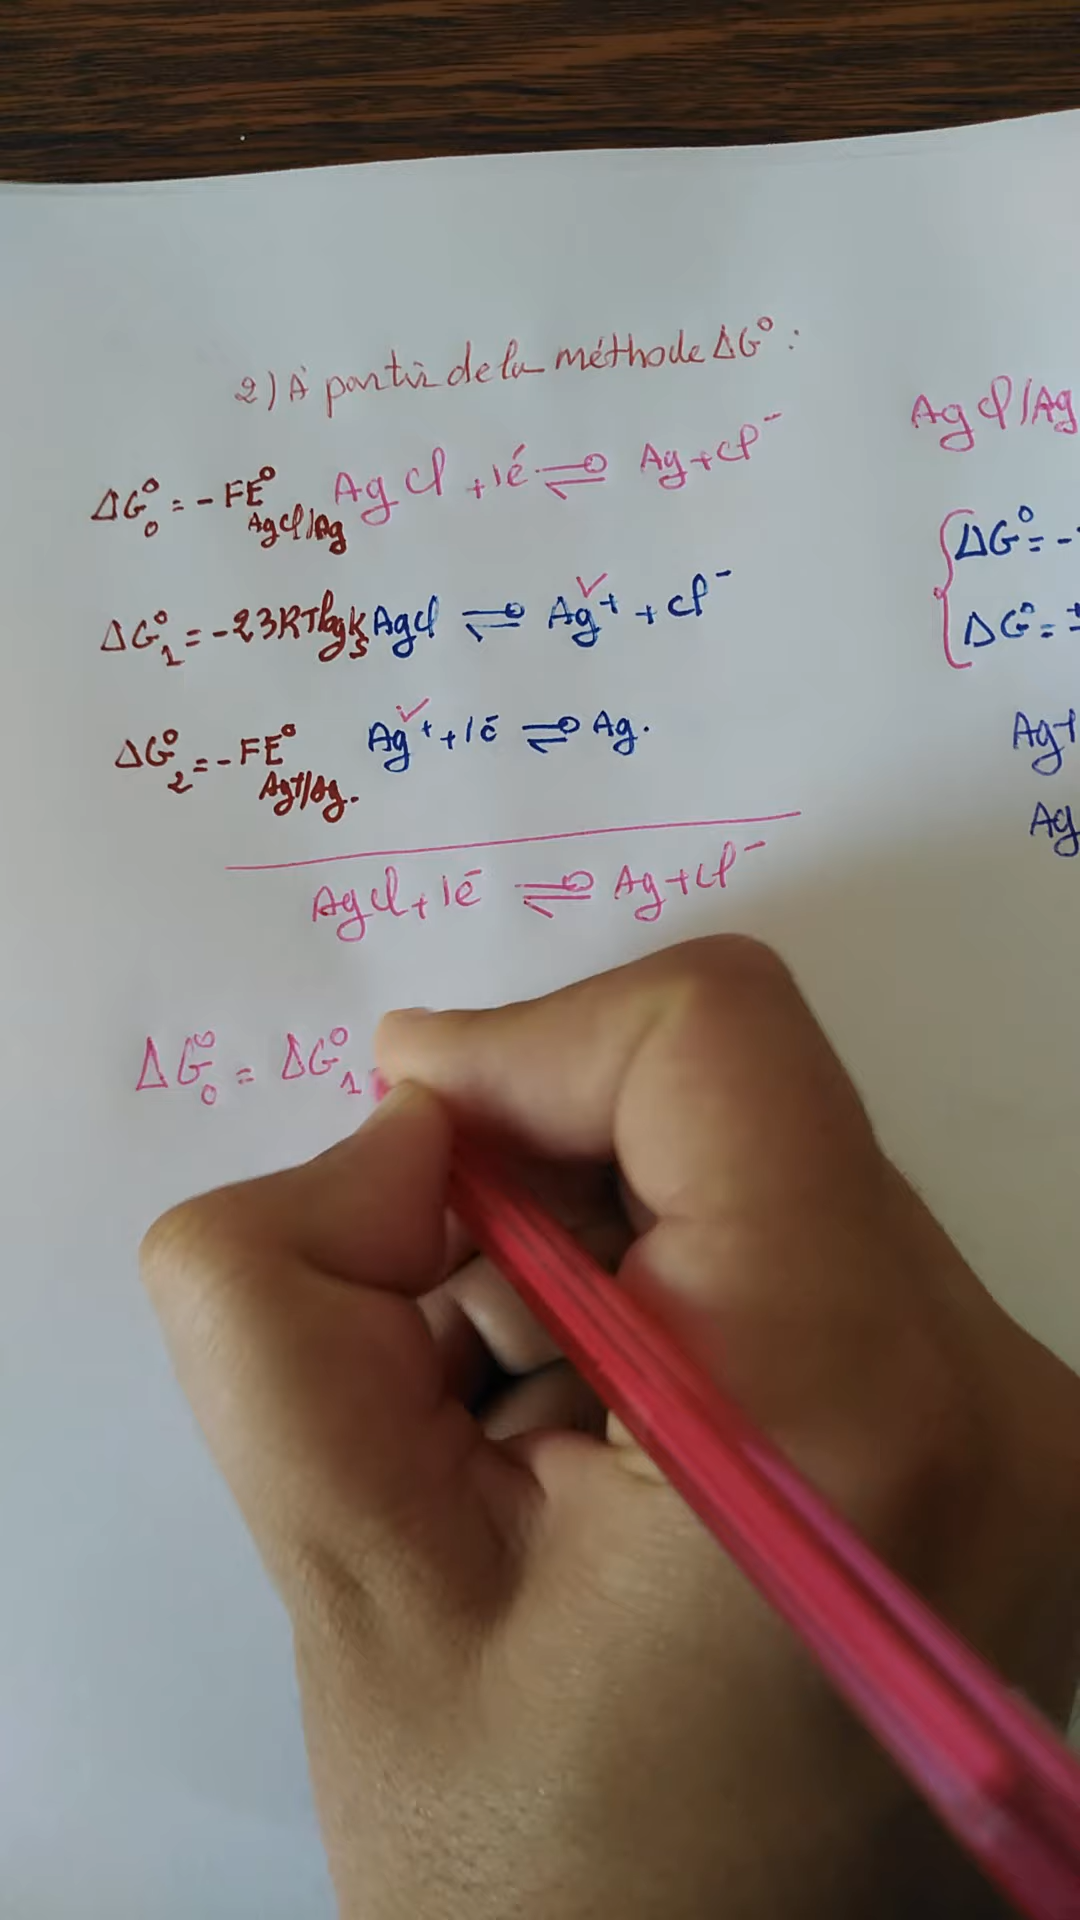 2) À partir de la méthode ΔG° :
ΔG°₀ = - FE° AgCl/Ag AgCl + 1é ⇌ Ag + Cl⁻
ΔG°₁ = -23RTlogKs AgCl ⇌ Ag⁺ + Cl⁻
ΔG°₂ = - FE° Ag⁺/Ag. Ag⁺ + 1é ⇌ Ag.
AgCl + 1é ⇌ Ag + Cl⁻
ΔG°₀ = ΔG°₁
AgCl/Ag
ΔG° = -
ΔG° = ±
Ag+
Ag